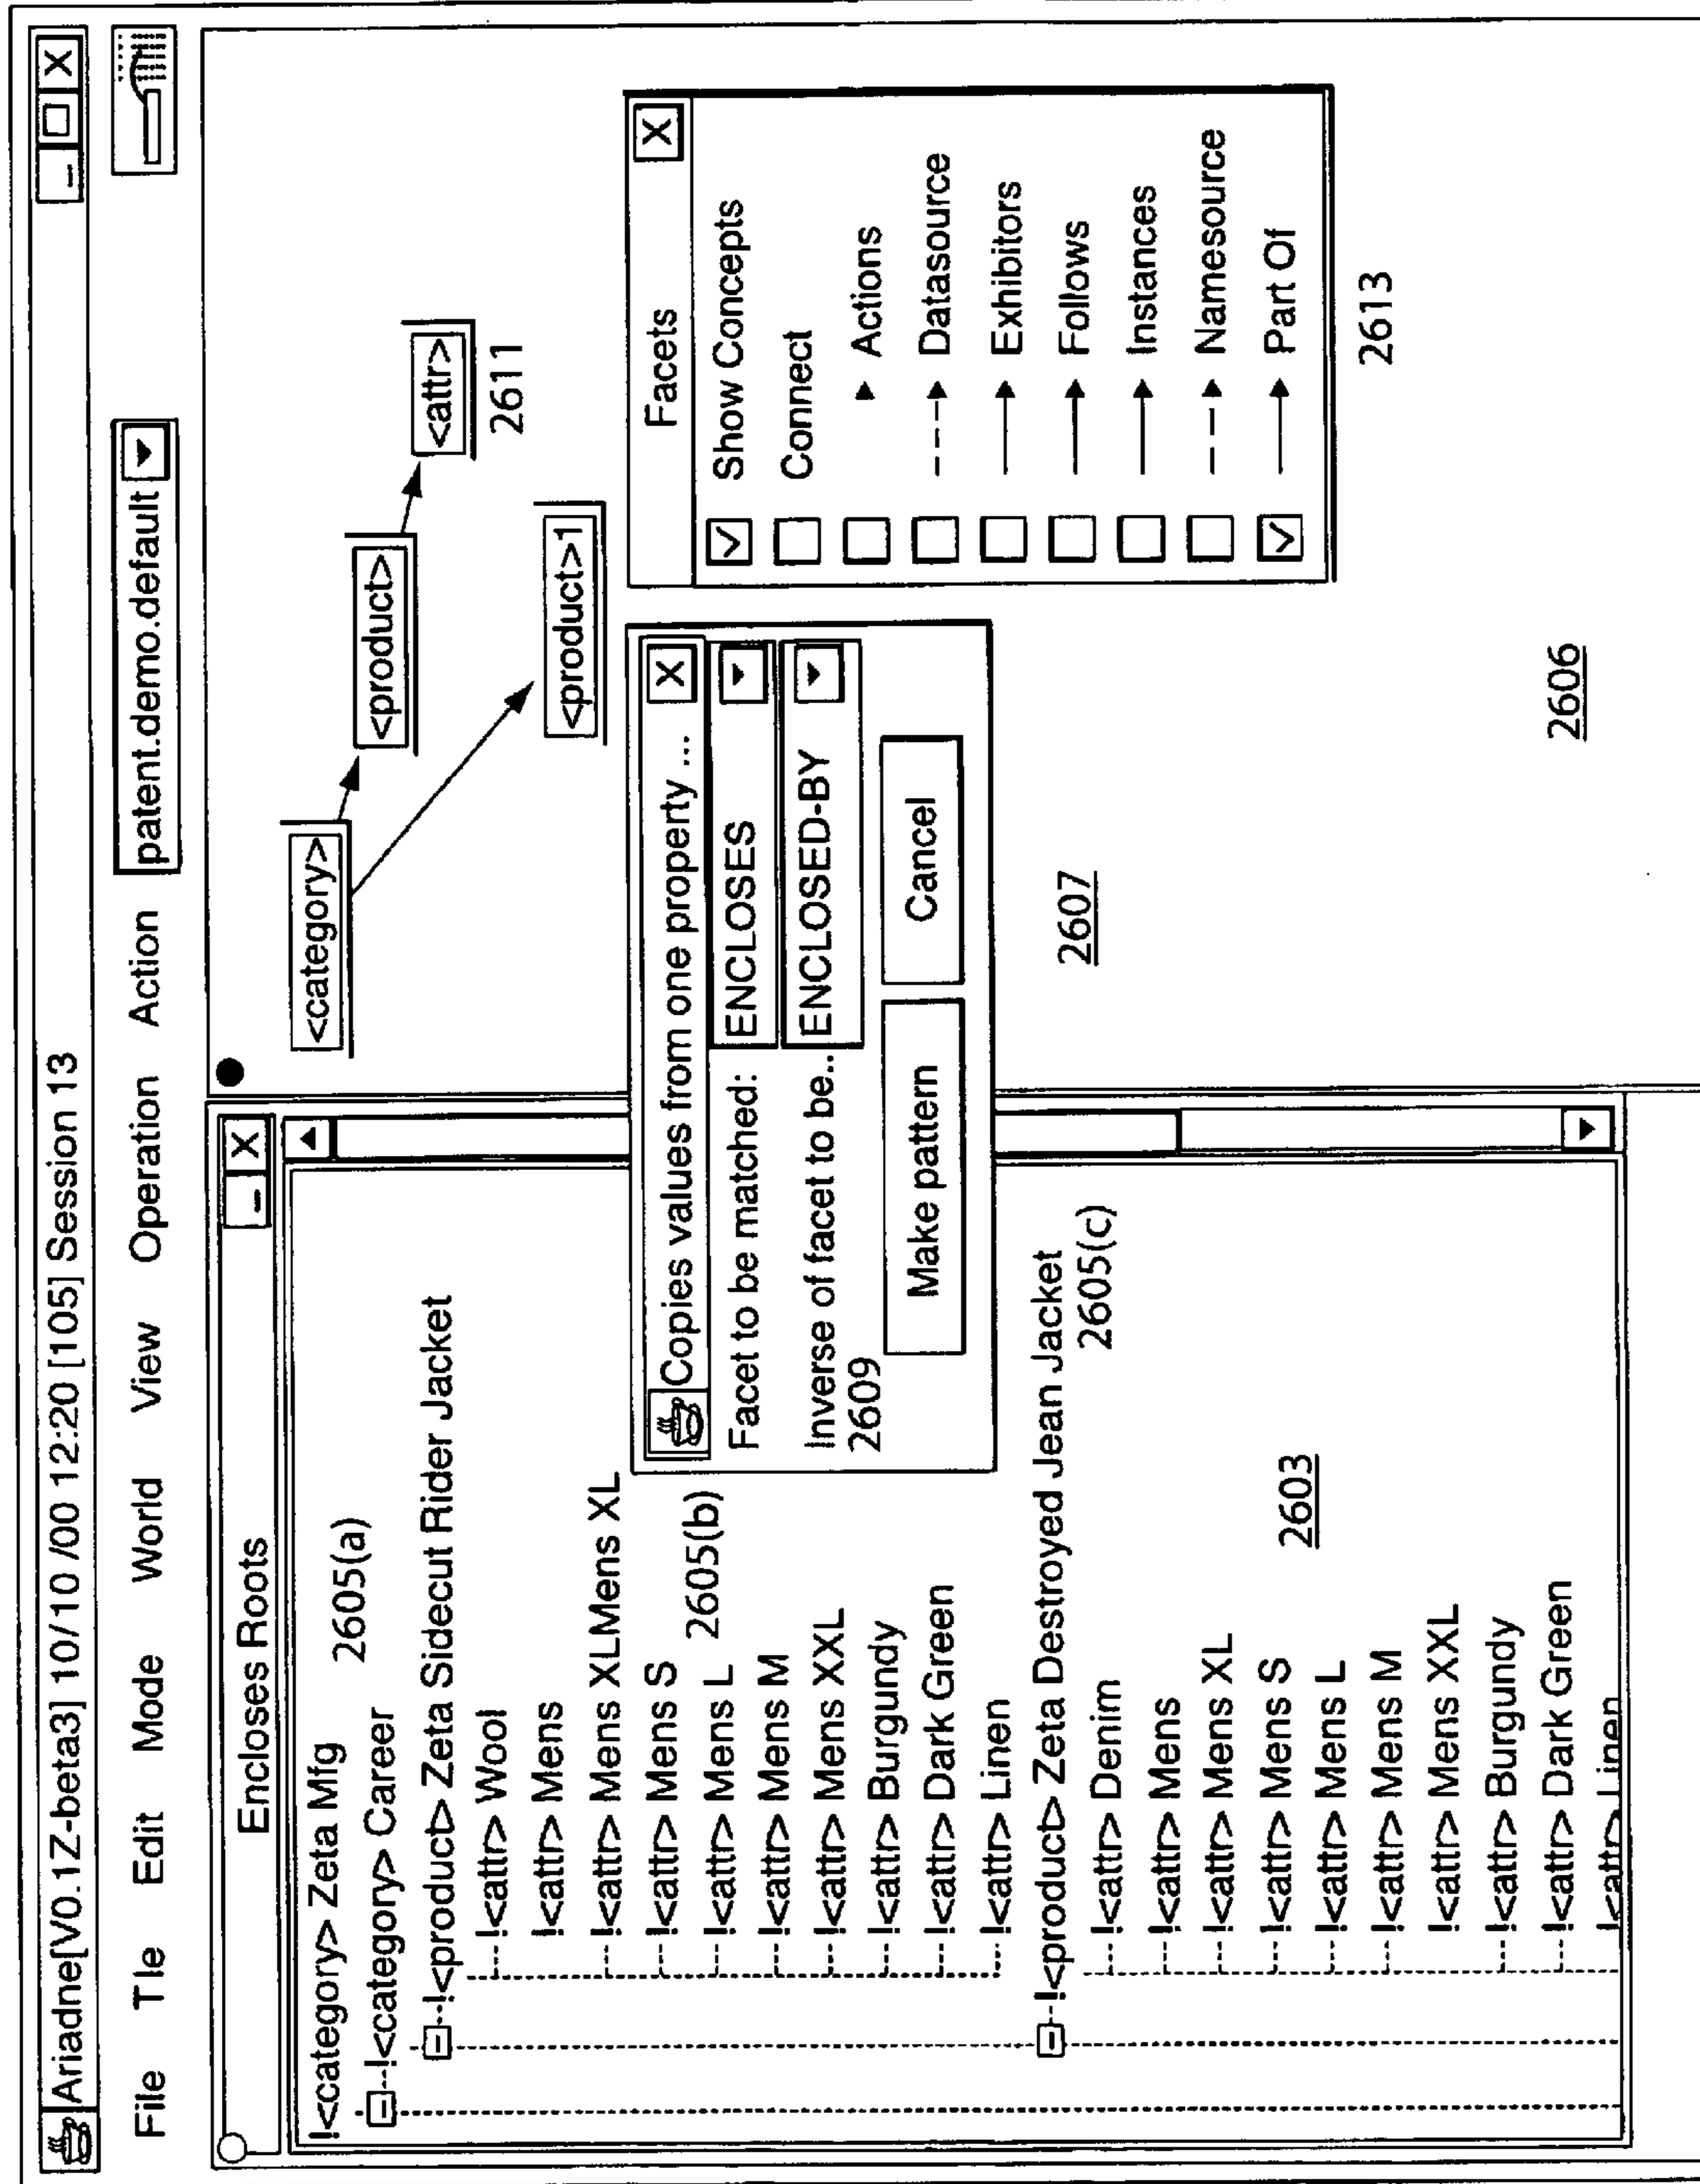 Ariadne[V0.1Z-beta3] 10/10 /00 12:20 [105] Session 13
File Tle Edit Mode World View Operation Action patent.demo.default
Encloses Roots
!<category> Zeta Mfg
2605(a)
!<category> Career
!<product> Zeta Sidecut Rider Jacket
!<attr> Wool
!<attr> Mens
!<attr> Mens XLMens XL
!<attr> Mens S
!<attr> Mens L
2605(b)
!<attr> Mens M
!<attr> Mens XXL
!<attr> Burgundy
!<attr> Dark Green
!<attr> Linen
!<product> Zeta Destroyed Jean Jacket
2605(c)
!<attr> Denim
!<attr> Mens
!<attr> Mens XL
!<attr> Mens S
2603
!<attr> Mens L
!<attr> Mens M
!<attr> Mens XXL
!<attr> Burgundy
!<attr> Dark Green
!<attr> Linen
<category>
<product>
<attr>
2611
<product>1
Copies values from one property ...
Facet to be matched: ENCLOSES
Inverse of facet to be.. ENCLOSED-BY
2609
Make pattern
Cancel
2607
Facets
Show Concepts
Connect
Actions
Datasource
Exhibitors
Follows
Instances
Namesource
Part Of
2613
2606